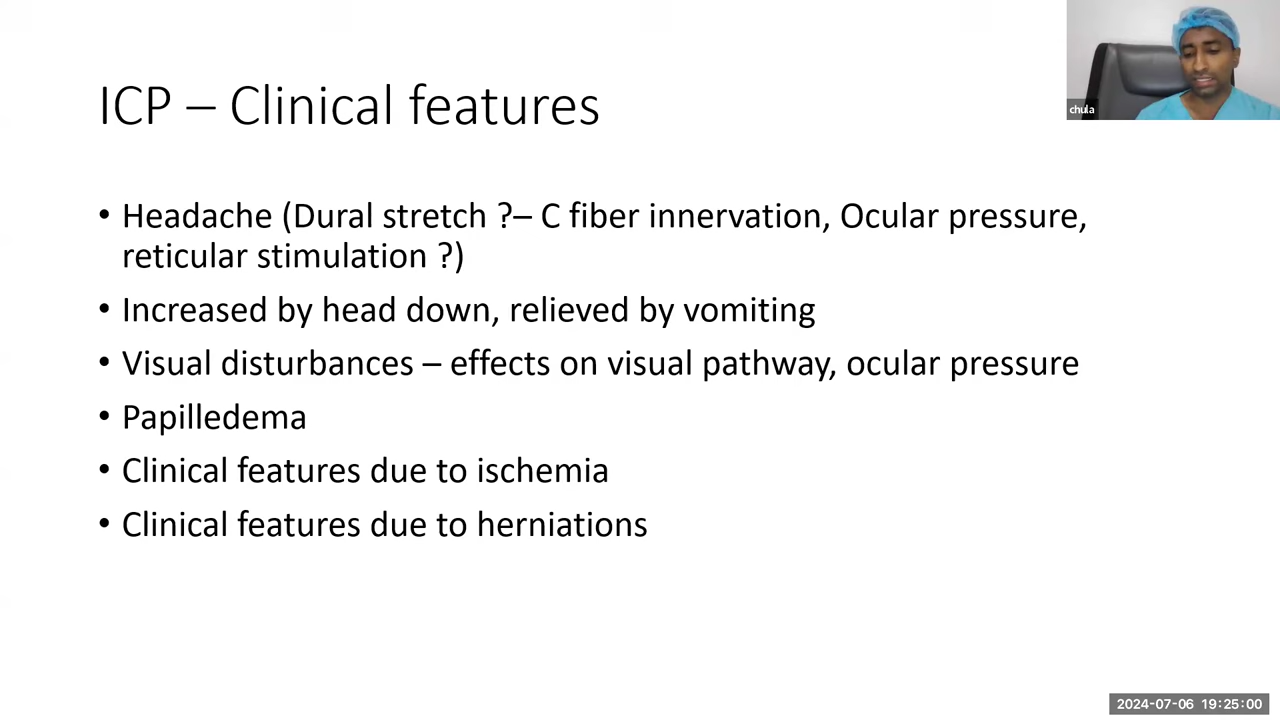 ICP – Clinical features
chula
• Headache (Dural stretch ?– C fiber innervation, Ocular pressure,
reticular stimulation ?)
• Increased by head down, relieved by vomiting
• Visual disturbances – effects on visual pathway, ocular pressure
• Papilledema
• Clinical features due to ischemia
• Clinical features due to herniations
2024-07-06 19:25:00